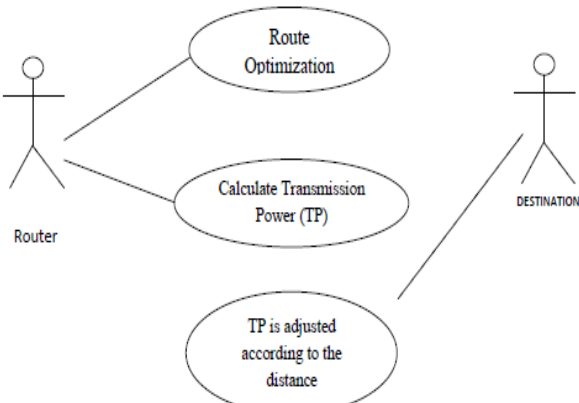 Route
Optimization
Calculate Transmission
Power (TP)
DESTINATION
Router
TP is adjusted
according to the
distance